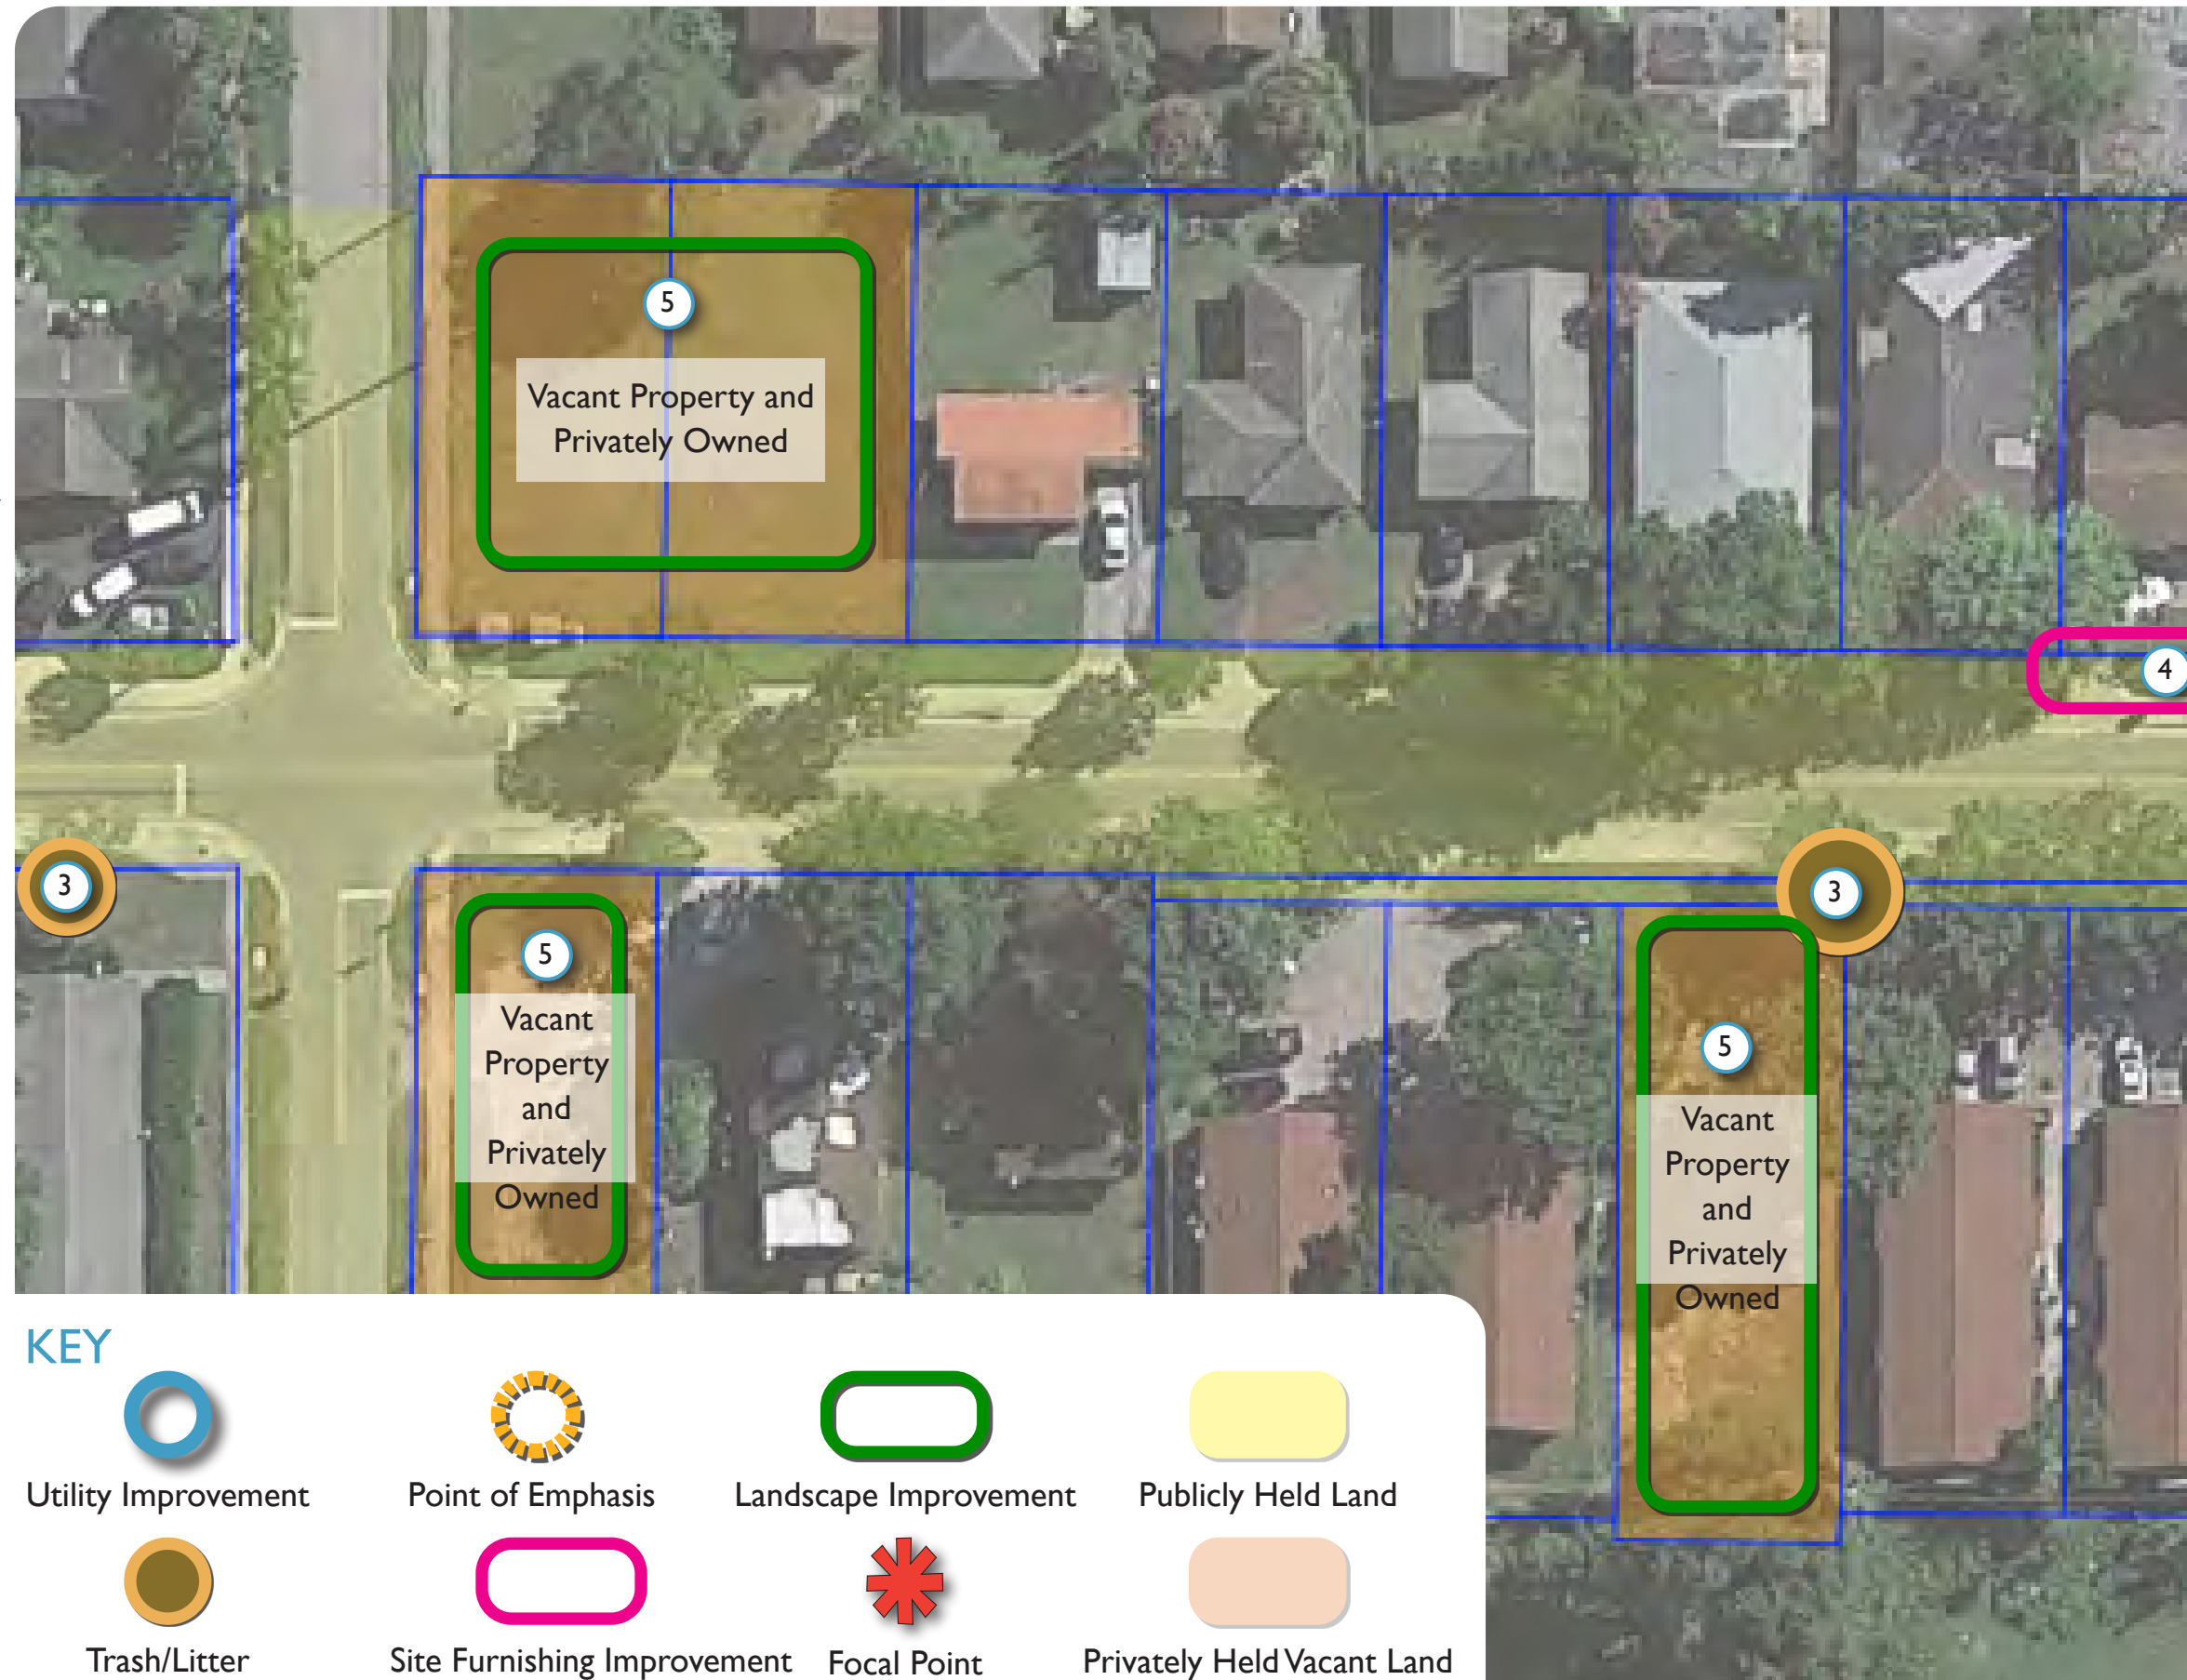 5
Vacant Property and
Privately Owned
4
3
3
5
Vacant
Property
and
Privately
Owned
5
Vacant
Property
and
Privately
Owned
KEY
Utility Improvement
Point of Emphasis
Landscape Improvement
Publicly Held Land
Trash/Litter
Site Furnishing Improvement
Focal Point
Privately Held Vacant Land